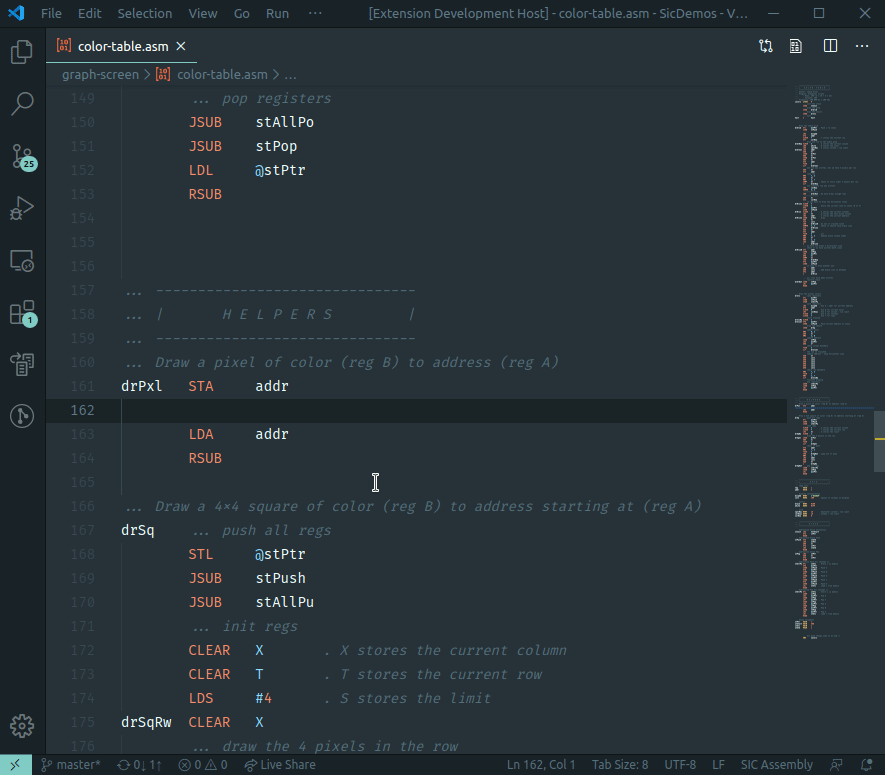 File Edit Selection View Go Run ··· [Extension Development Host] - color-table.asm - SicDemos - V...
color-table.asm
graph-screen > color-table.asm > ...
149 ... pop registers
150 JSUB stAllPo
151 JSUB stPop
152 LDL @stPtr
153 RSUB
154
155
156
157 ... -------------------------------
158 ... | H E L P E R S |
159 ... -------------------------------
160 ... Draw a pixel of color (reg B) to address (reg A)
161 drPxl STA addr
162
163 LDA addr
164 RSUB
165
166 ... Draw a 4×4 square of color (reg B) to address starting at (reg A)
167 drSq ... push all regs
168 STL @stPtr
169 JSUB stPush
170 JSUB stAllPu
171 ... init regs
172 CLEAR X . X stores the current column
173 CLEAR T . T stores the current row
174 LDS #4 . S stores the limit
175 drSqRw CLEAR X
176 ... draw the 4 pixels in the row
25
1
master* 0↓ 1↑ 0 0 Live Share Ln 162, Col 1 Tab Size: 8 UTF-8 LF SIC Assembly